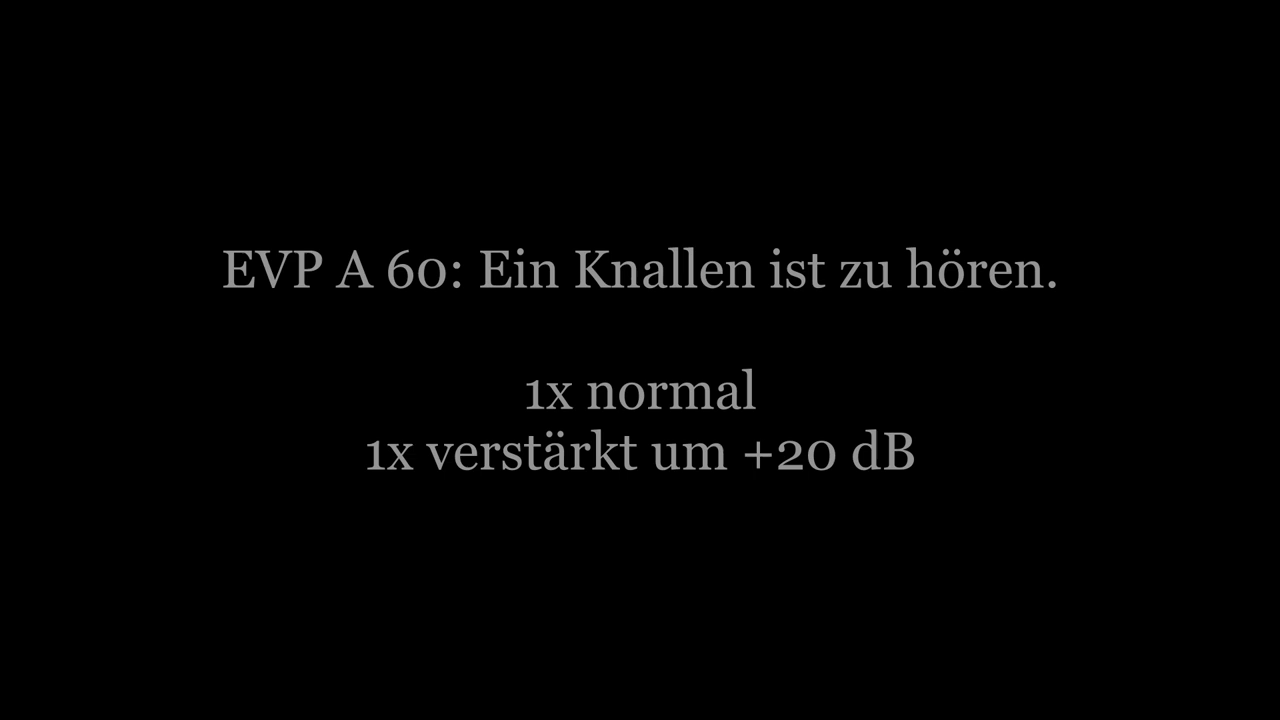 EVP A 60: Ein Knallen ist zu hören.
1x normal
1x verstärkt um +20 dB